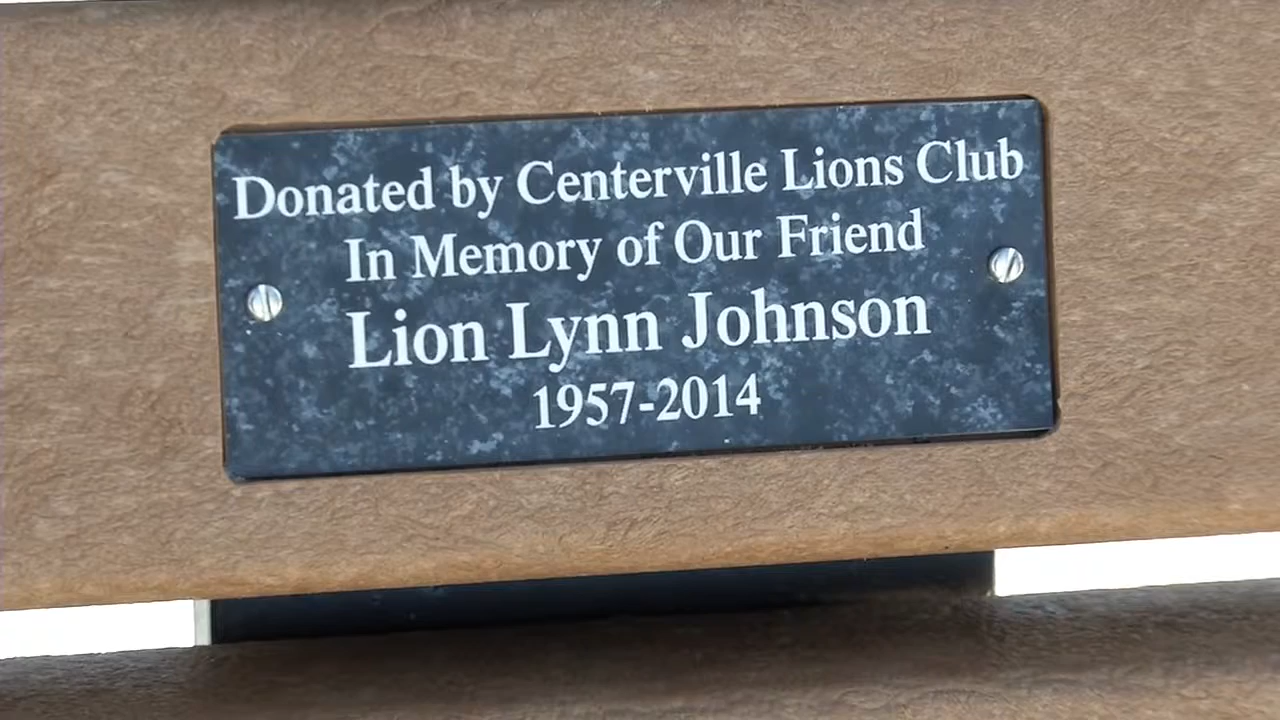 Donated by Centerville Lions Club
In Memory of Our Friend
Lion Lynn Johnson
1957-2014